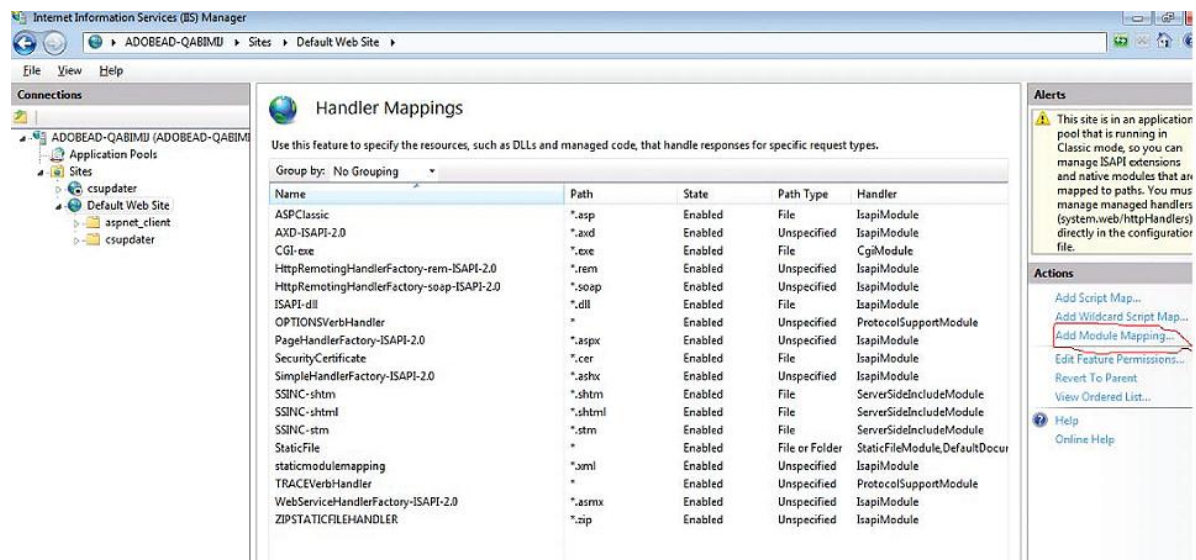 Internet Information Services (IIS) Manager
ADOBEAD-QABIMIJ Sites Default Web Site
File View Help
Connections
ADOBEAD-QABIMIJ (ADOBEAD-QABIMI
Application Pools
Sites
csupdater
Default Web Site
aspnet_client
csupdater
Handler Mappings
Use this feature to specify the resources, such as DLLs and managed code, that handle responses for specific request types.
Group by: No Grouping
Name Path State Path Type Handler
ASPClassic *.asp Enabled File IsapiModule
AXD-ISAPI-2.0 *.axd Enabled Unspecified IsapiModule
CGI-exe *.exe Enabled File CgiModule
HttpRemotingHandlerFactory-rem-ISAPI-2.0 *.rem Enabled Unspecified IsapiModule
HttpRemotingHandlerFactory-soap-ISAPI-2.0 *.soap Enabled Unspecified IsapiModule
ISAPI-dll *.dll Enabled File IsapiModule
OPTIONSVerbHandler * Enabled Unspecified ProtocolSupportModule
PageHandlerFactory-ISAPI-2.0 *.aspx Enabled Unspecified IsapiModule
SecurityCertificate *.cer Enabled File IsapiModule
SimpleHandlerFactory-ISAPI-2.0 *.ashx Enabled Unspecified IsapiModule
SSINC-shtm *.shtm Enabled File ServerSideIncludeModule
SSINC-shtml *.shtml Enabled File ServerSideIncludeModule
SSINC-stm *.stm Enabled File ServerSideIncludeModule
StaticFile * Enabled File or Folder StaticFileModule,DefaultDocur
staticmodulemapping *.xml Enabled Unspecified IsapiModule
TRACEVerbHandler * Enabled Unspecified ProtocolSupportModule
WebServiceHandlerFactory-ISAPI-2.0 *.asmx Enabled Unspecified IsapiModule
ZIPSTATICFILEHANDLER *.zip Enabled Unspecified IsapiModule
Alerts
This site is in an application
pool that is running in
Classic mode, so you can
manage ISAPI extensions
and native modules that are
mapped to paths. You mus
manage managed handlers
(system.web/httpHandlers)
directly in the configuration
file.
Actions
Add Script Map...
Add Wildcard Script Map...
Add Module Mapping...
Edit Feature Permissions...
Revert To Parent
View Ordered List...
Help
Online Help